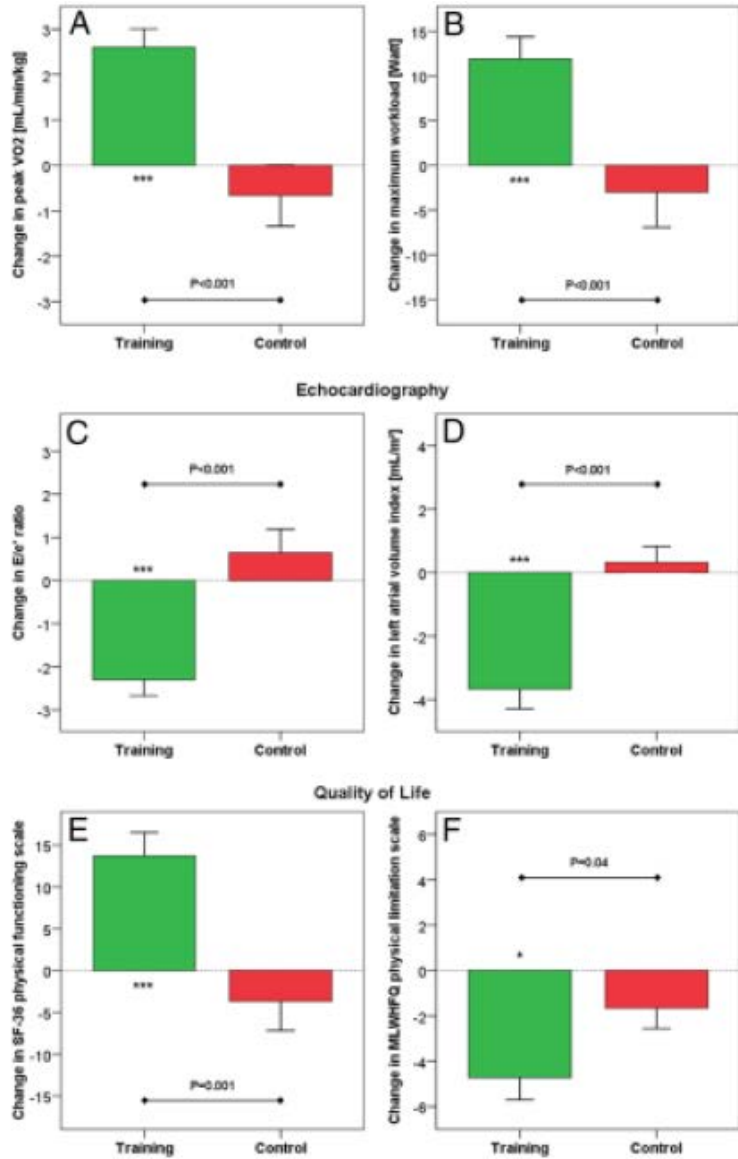 A
Change in peak VO2 [mL/min/kg]
3
2
1
0
-1
-2
-3
***
P<0.001
Training Control
B
Change in maximum workload [Watt]
15
10
5
0
-5
-10
-15
***
P<0.001
Training Control
Echocardiography
C
Change in E/e' ratio
3
2
1
0
-1
-2
-3
P<0.001
***
Training Control
D
Change in left atrial volume index [mL/m²]
4
2
0
-2
-4
P<0.001
***
Training Control
Quality of Life
E
Change in SF-36 physical functioning scale
15
10
5
0
-5
-10
-15
***
P=0.001
Training Control
F
Change in MLWHFQ physical limitation scale
6
4
2
0
-2
-4
-6
P=0.04
*
Training Control